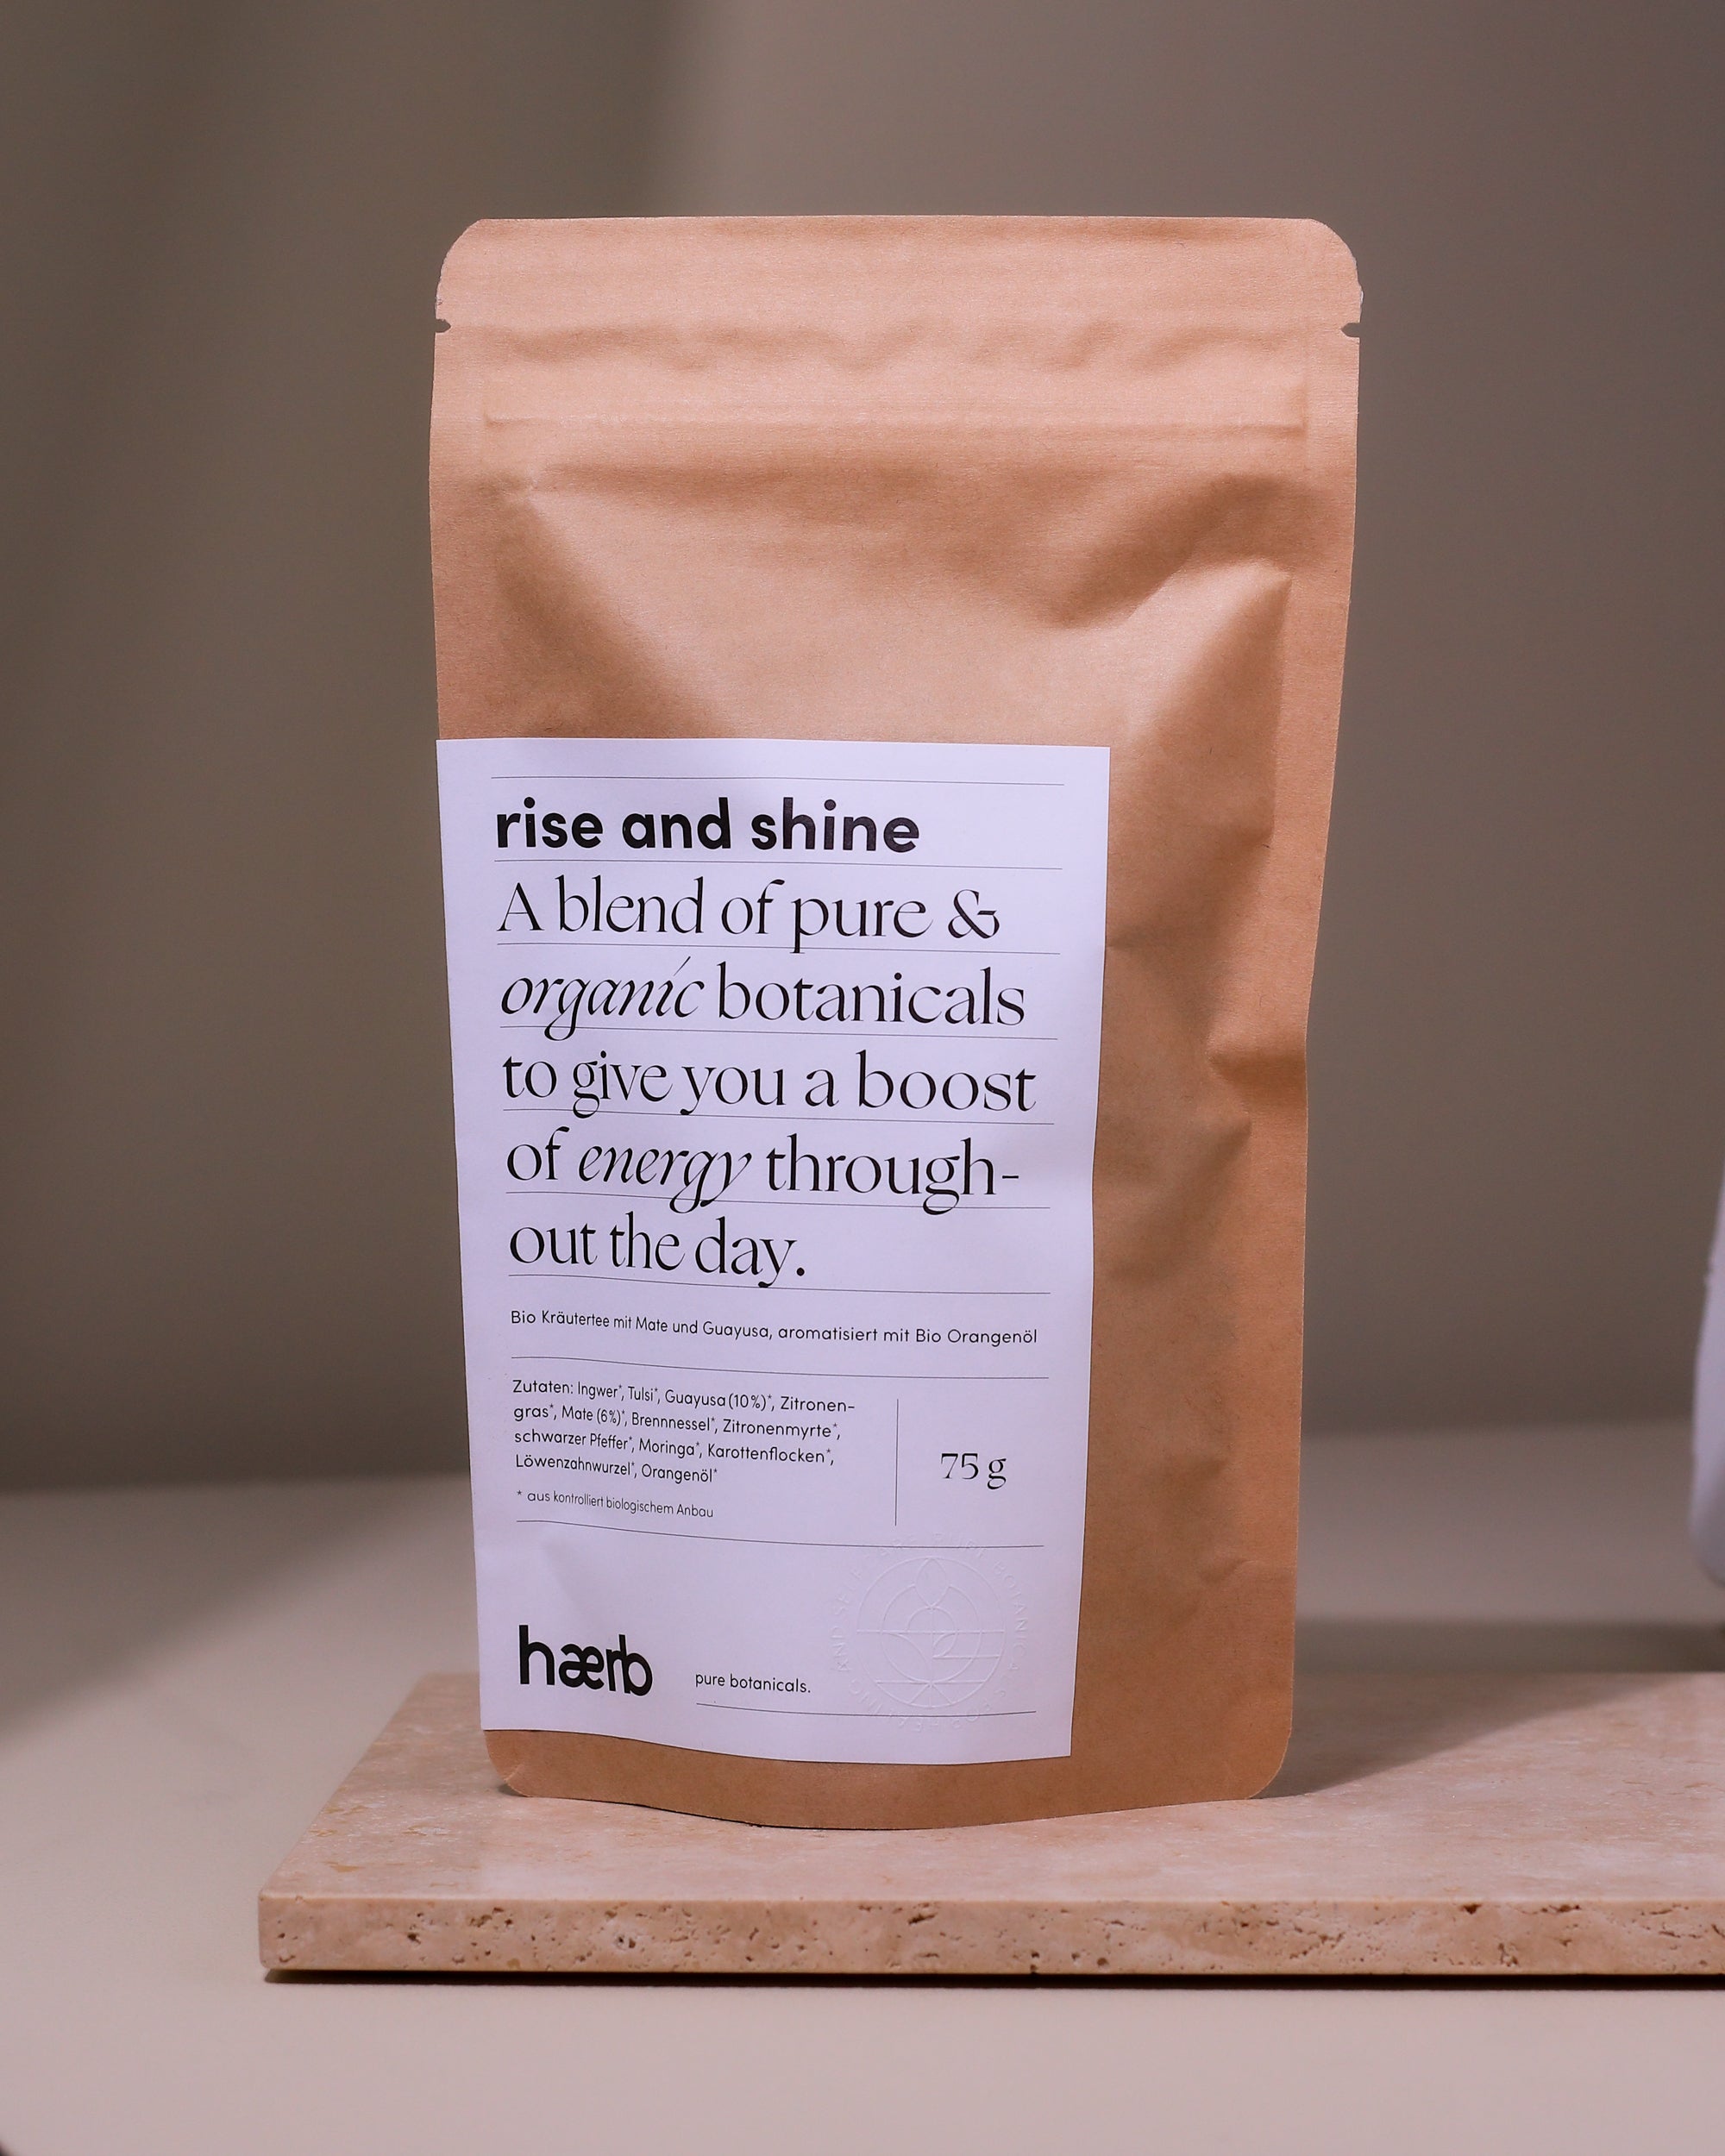 rise and shine
A blend of pure &
organic botanicals
to give you a boost
of energy through-
out the day.
Bio Kräutertee mit Mate und Guayusa, aromatisiert mit Bio Orangenöl
Zutaten: Ingwer*, Tulsi*, Guayusa (10%)*, Zitronen-
gras*, Mate (6%)*, Brennnessel*, Zitronenmyrte*,
schwarzer Pfeffer*, Moringa*, Karottenflocken*,
Löwenzahnwurzel*, Orangenöl*
* aus kontrolliert biologischem Anbau
75 g
hærb
pure botanicals.